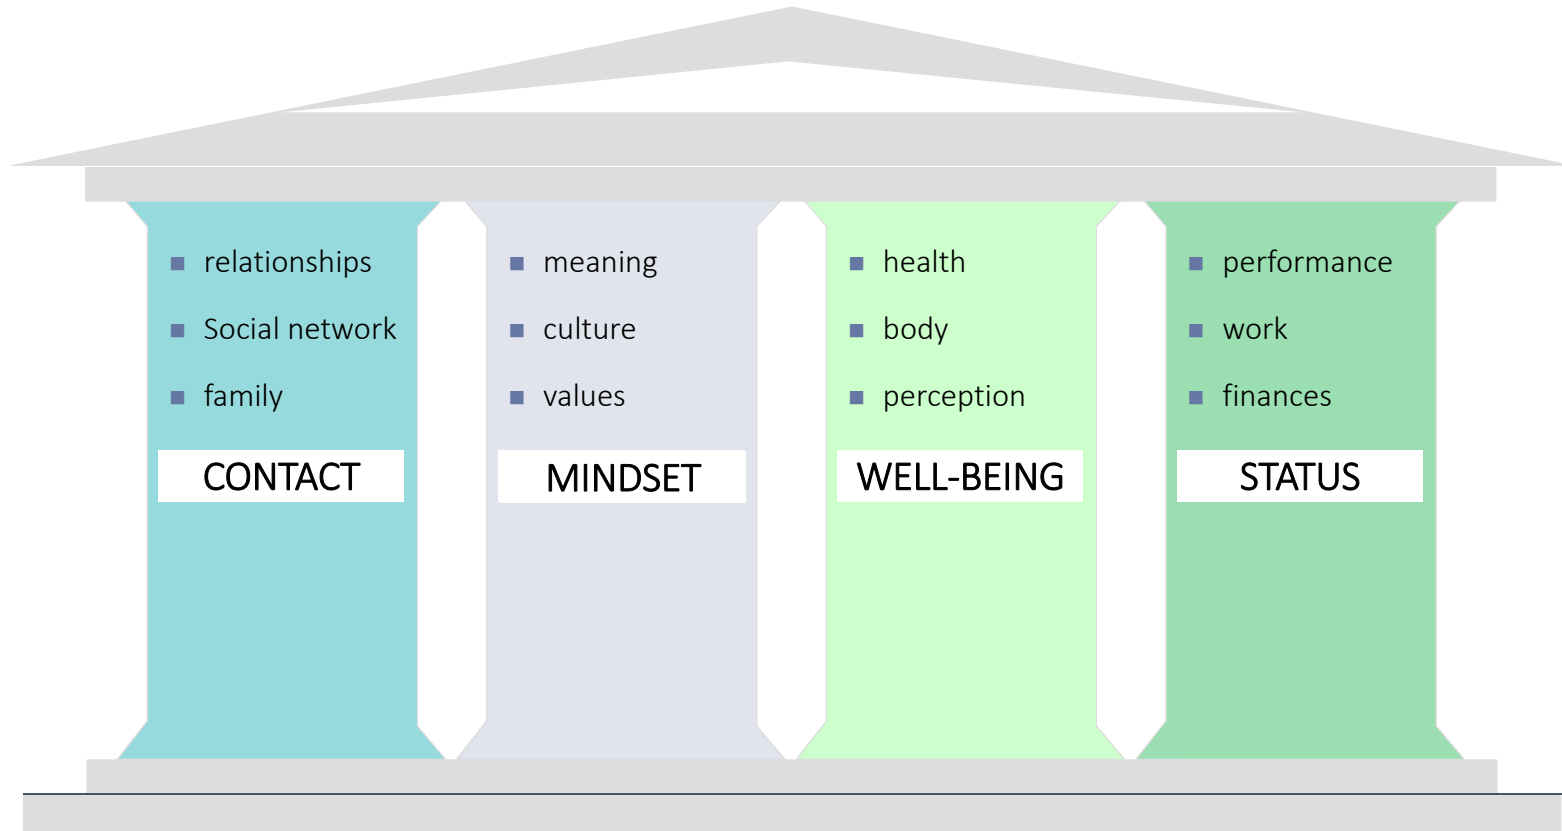 relationships
Social network
family
CONTACT
meaning
culture
values
MINDSET
health
body
perception
WELL-BEING
performance
work
finances
STATUS